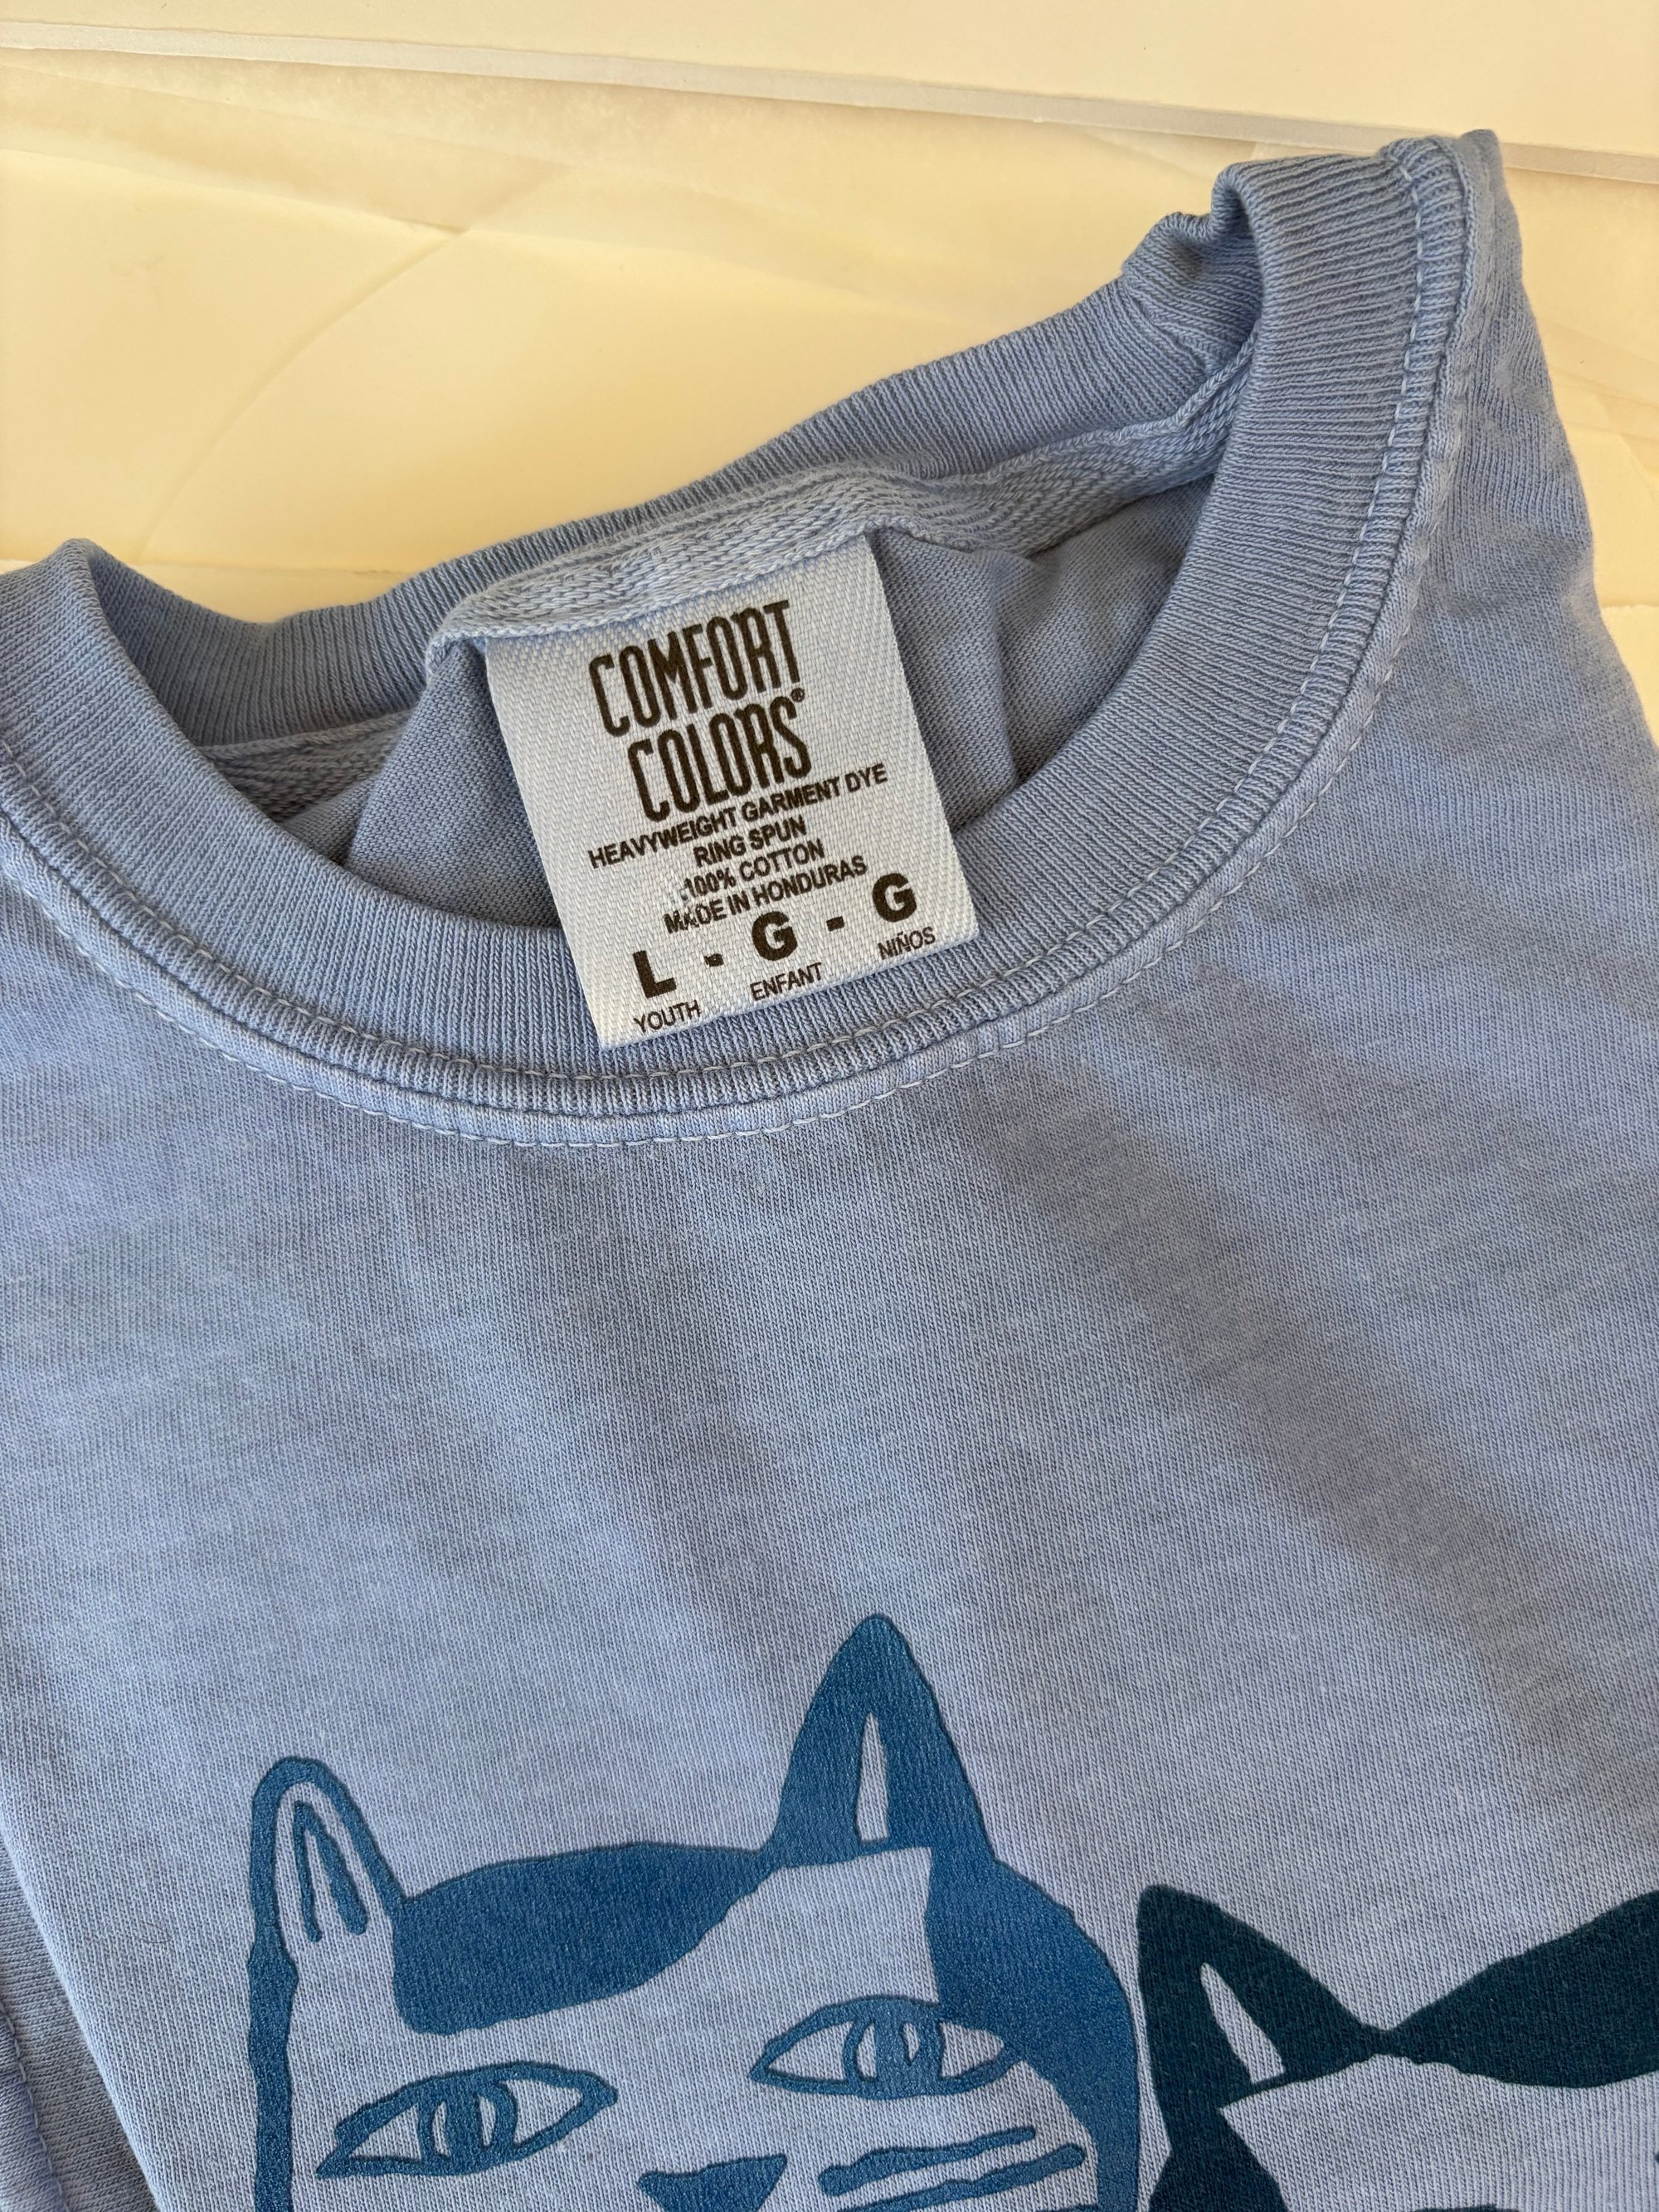 COMFORT
COLORS®
HEAVYWEIGHT GARMENT DYE
RING SPUN
100% COTTON
MADE IN HONDURAS
L - G - G
YOUTH ENFANT NIÑOS